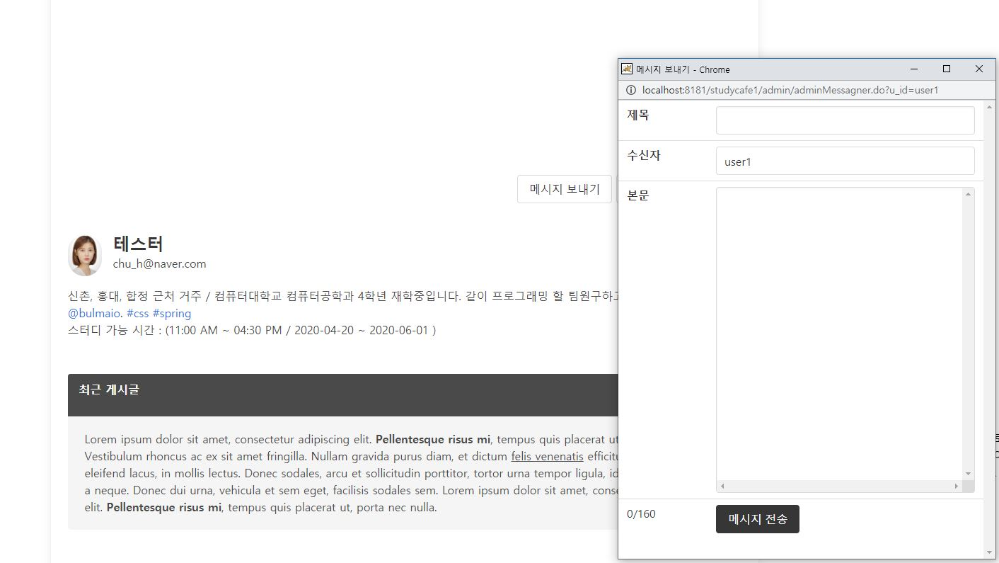 메시지 보내기 - Chrome
localhost:8181/studycafe1/admin/adminMessagner.do?u_id=user1
제목
수신자 user1
본문
0/160 메시지 전송
메시지 보내기
테스터
chu_h@naver.com
신촌, 홍대, 합정 근처 거주 / 컴퓨터대학교 컴퓨터공학과 4학년 재학중입니다. 같이 프로그래밍 할 팀원구하고
@bulmaio. #css #spring
스터디 가능 시간 : (11:00 AM ~ 04:30 PM / 2020-04-20 ~ 2020-06-01 )
최근 게시글
Lorem ipsum dolor sit amet, consectetur adipiscing elit. Pellentesque risus mi, tempus quis placerat ut
Vestibulum rhoncus ac ex sit amet fringilla. Nullam gravida purus diam, et dictum felis venenatis efficitu
eleifend lacus, in mollis lectus. Donec sodales, arcu et sollicitudin porttitor, tortor urna tempor ligula, id
a neque. Donec dui urna, vehicula et sem eget, facilisis sodales sem. Lorem ipsum dolor sit amet, conse
elit. Pellentesque risus mi, tempus quis placerat ut, porta nec nulla.